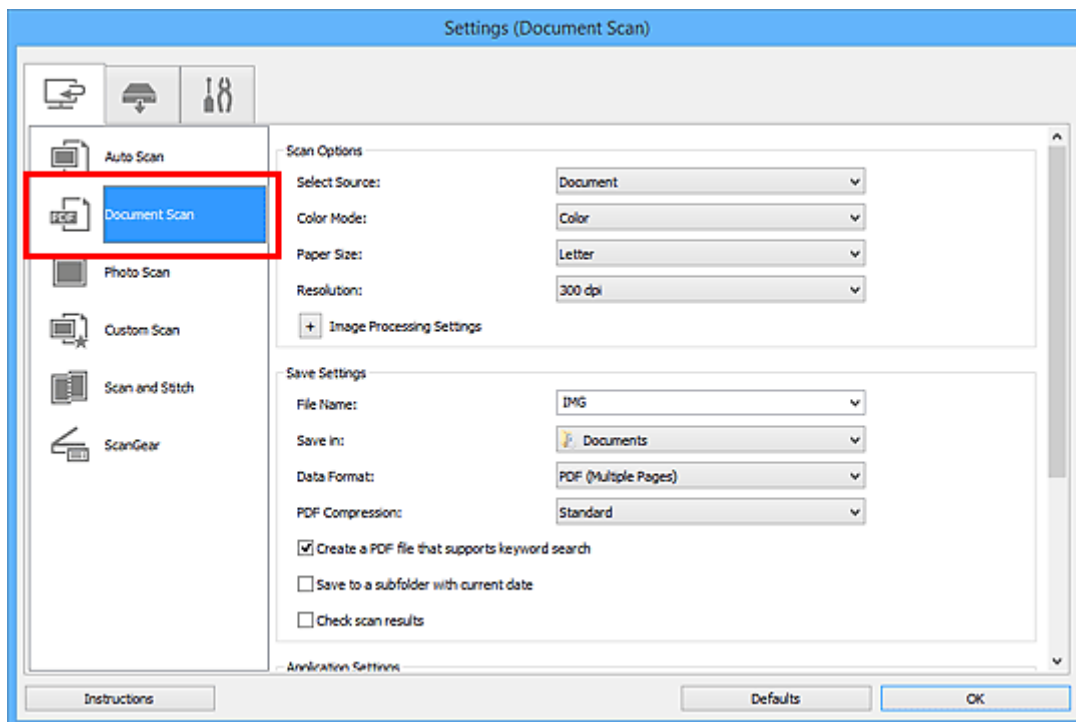 Settings (Document Scan)
Auto Scan
PDF
Document Scan
Photo Scan
Custom Scan
Scan and Stitch
ScanGear
Scan Options
Select Source: Document
Color Mode: Color
Paper Size: Letter
Resolution: 300 dpi
+ Image Processing Settings
Save Settings
File Name: IMG
Save in: Documents
Data Format: PDF (Multiple Pages)
PDF Compression: Standard
Create a PDF file that supports keyword search
Save to a subfolder with current date
Check scan results
Application Settings
Instructions Defaults OK